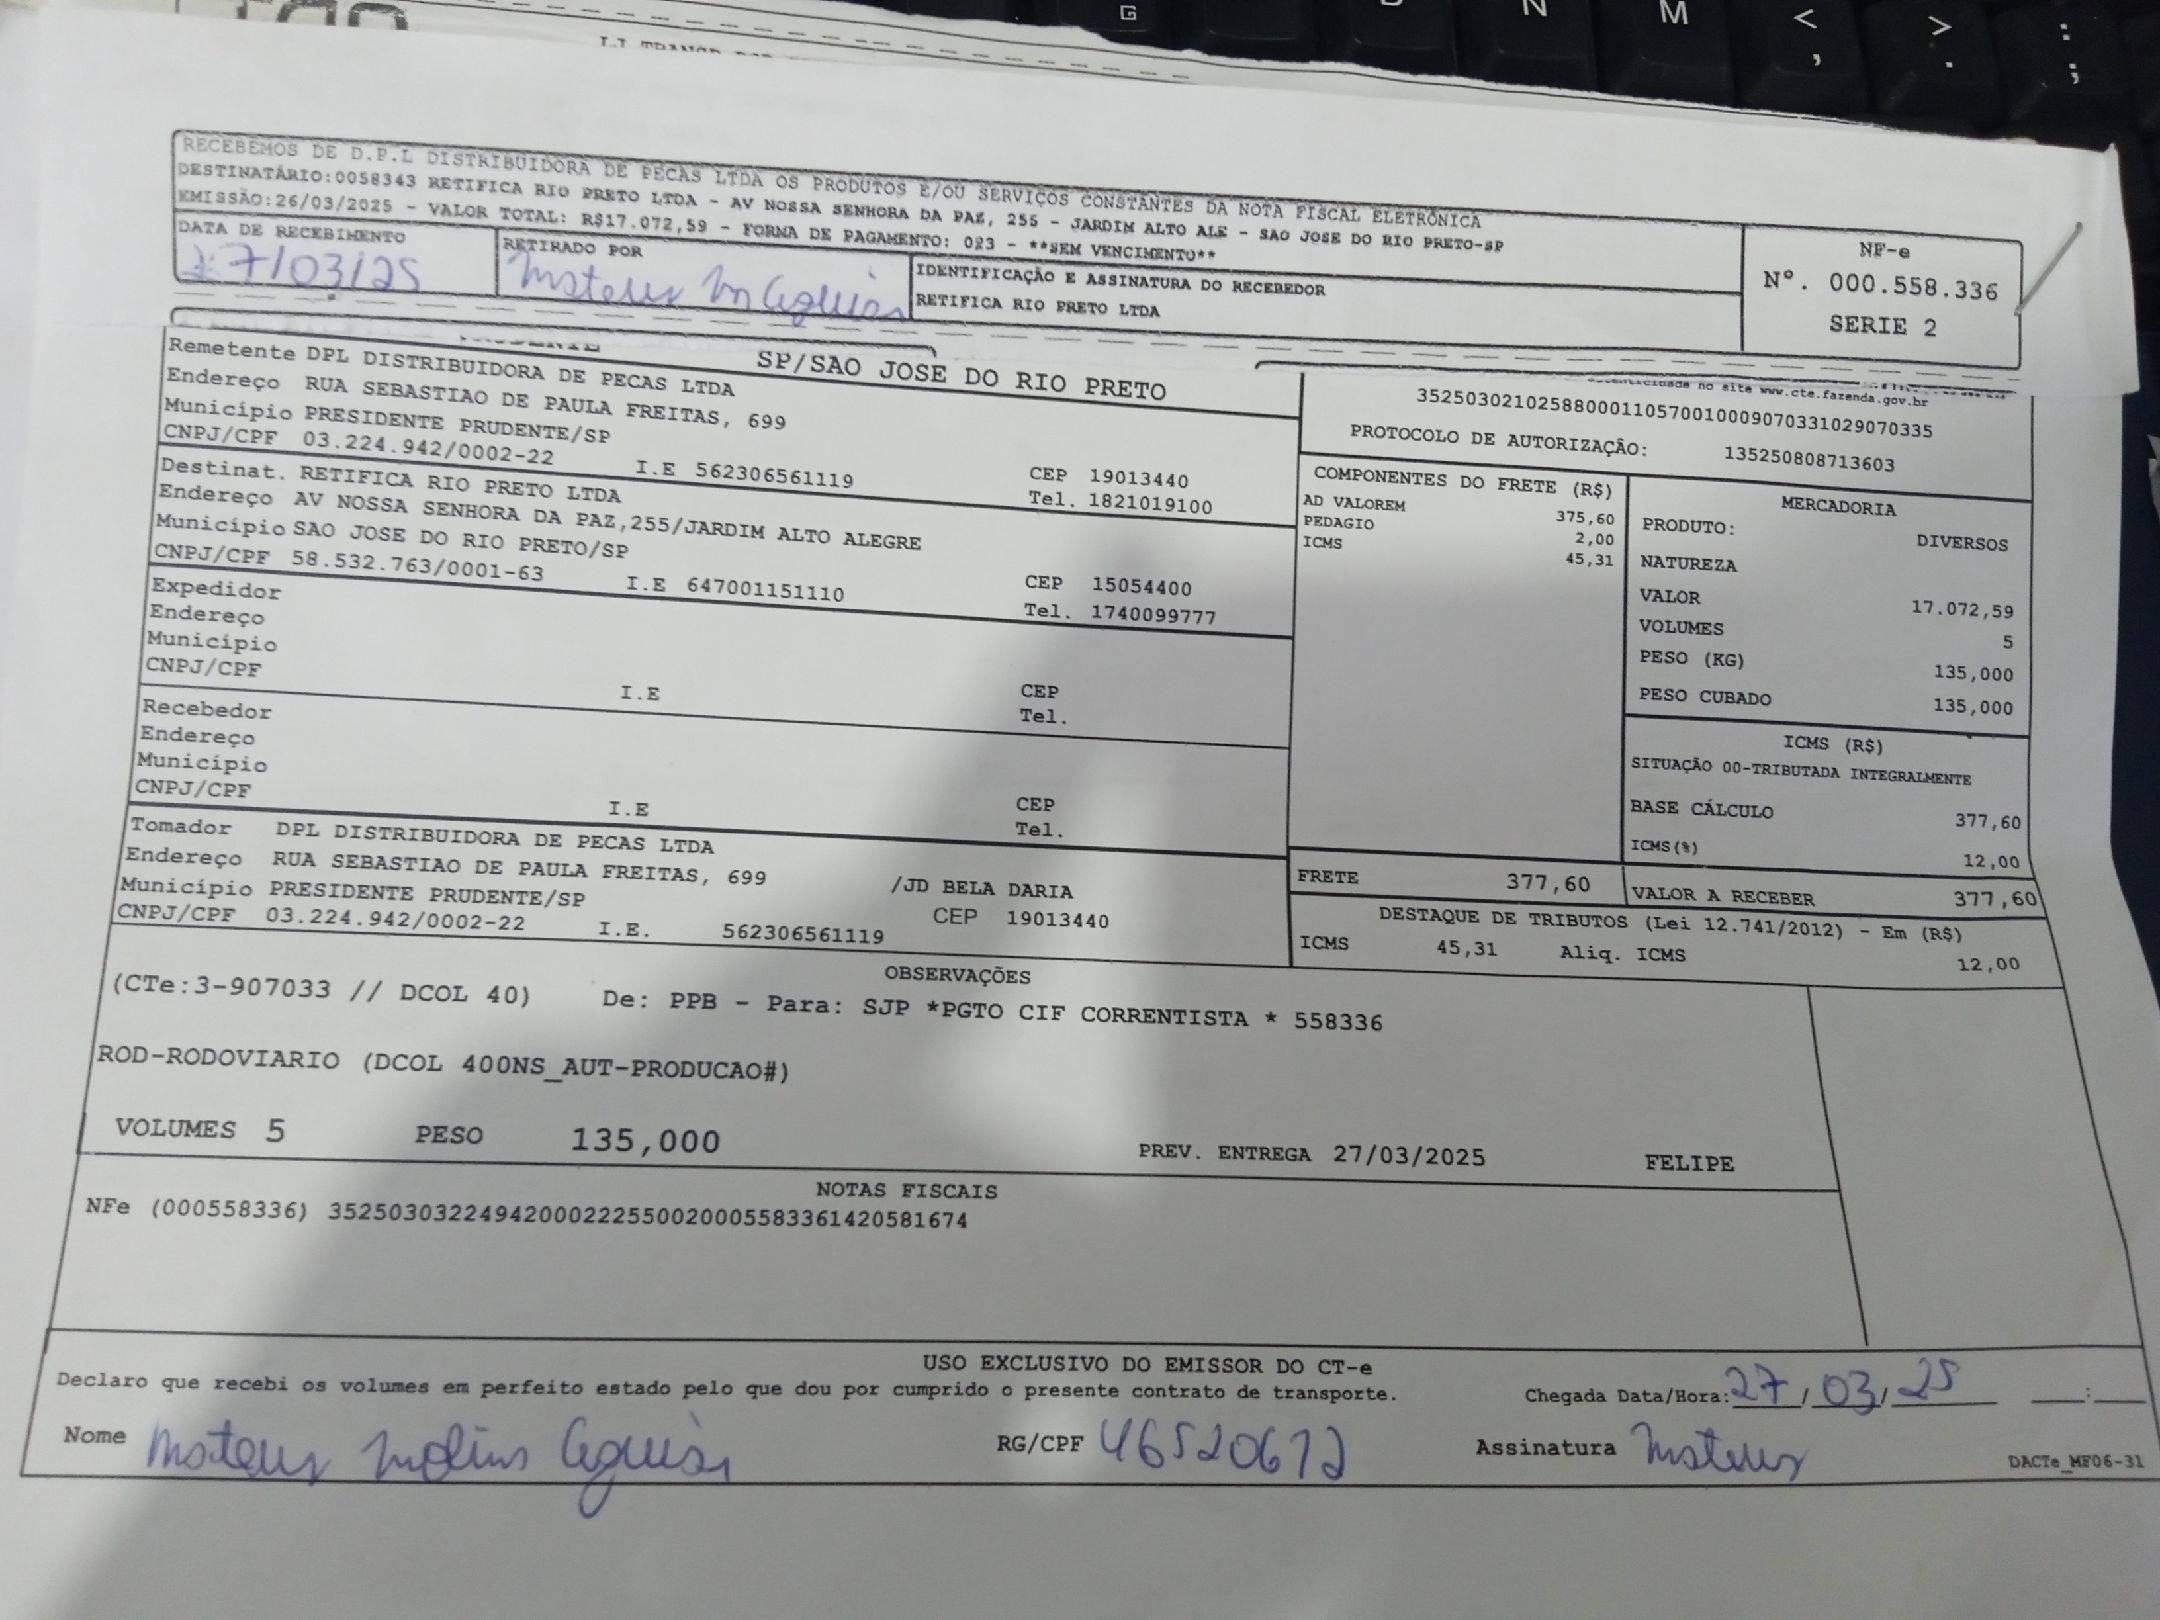 G N M < , > . : ;
RECEBEMOS DE D.P.L DISTRIBUIDORA DE PECAS LTDA OS PRODUTOS E/OU SERVIÇOS CONSTANTES DA NOTA FISCAL ELETRÔNICA
DESTINATÁRIO:0058343 RETIFICA RIO PRETO LTDA - AV NOSSA SENHORA DA PAZ, 255 - JARDIM ALTO ALE - SAO JOSE DO RIO PRETO-SP
EMISSÃO:26/03/2025 - VALOR TOTAL: R$17.072,59 - FORMA DE PAGAMENTO: 023 - **SEM VENCIMENTO**
DATA DE RECEBIMENTO
27/03/25
RETIRADO POR
Mateus M Aguiar
IDENTIFICAÇÃO E ASSINATURA DO RECEBEDOR
RETIFICA RIO PRETO LTDA
NF-e
Nº. 000.558.336
SERIE 2
SP/SAO JOSE DO RIO PRETO
Remetente DPL DISTRIBUIDORA DE PECAS LTDA
Endereço RUA SEBASTIAO DE PAULA FREITAS, 699
Município PRESIDENTE PRUDENTE/SP CEP 19013440
CNPJ/CPF 03.224.942/0002-22 I.E 562306561119 Tel. 1821019100
Destinat. RETIFICA RIO PRETO LTDA
Endereço AV NOSSA SENHORA DA PAZ,255/JARDIM ALTO ALEGRE
Município SAO JOSE DO RIO PRETO/SP CEP 15054400
CNPJ/CPF 58.532.763/0001-63 I.E 647001151110 Tel. 1740099777
Expedidor
Endereço
Município CEP
CNPJ/CPF I.E Tel.
Recebedor
Endereço
Município CEP
CNPJ/CPF I.E Tel.
Tomador DPL DISTRIBUIDORA DE PECAS LTDA
Endereço RUA SEBASTIAO DE PAULA FREITAS, 699 /JD BELA DARIA
Município PRESIDENTE PRUDENTE/SP CEP 19013440
CNPJ/CPF 03.224.942/0002-22 I.E. 562306561119
no site www.cte.fazenda.gov.br
35250302102588000110570010009070331029070335
PROTOCOLO DE AUTORIZAÇÃO: 135250808713603
COMPONENTES DO FRETE (R$)
AD VALOREM 375,60
PEDAGIO 2,00
ICMS 45,31
MERCADORIA
PRODUTO: DIVERSOS
NATUREZA
VALOR 17.072,59
VOLUMES 5
PESO (KG) 135,000
PESO CUBADO 135,000
ICMS (R$)
SITUAÇÃO 00-TRIBUTADA INTEGRALMENTE
BASE CÁLCULO 377,60
ICMS(%) 12,00
FRETE 377,60 VALOR A RECEBER 377,60
DESTAQUE DE TRIBUTOS (Lei 12.741/2012) - Em (R$)
ICMS 45,31 Aliq. ICMS 12,00
OBSERVAÇÕES
(CTe:3-907033 // DCOL 40) De: PPB - Para: SJP *PGTO CIF CORRENTISTA * 558336
ROD-RODOVIARIO (DCOL 400NS_AUT-PRODUCAO#)
VOLUMES 5 PESO 135,000 PREV. ENTREGA 27/03/2025 FELIPE
NOTAS FISCAIS
NFe (000558336) 35250303224942000222550020005583361420581674
USO EXCLUSIVO DO EMISSOR DO CT-e
Declaro que recebi os volumes em perfeito estado pelo que dou por cumprido o presente contrato de transporte. Chegada Data/Hora: 27/03/25 __:__
Nome Mateus Aguiar RG/CPF 46520672 Assinatura Mateus
DACTe_MF06-31